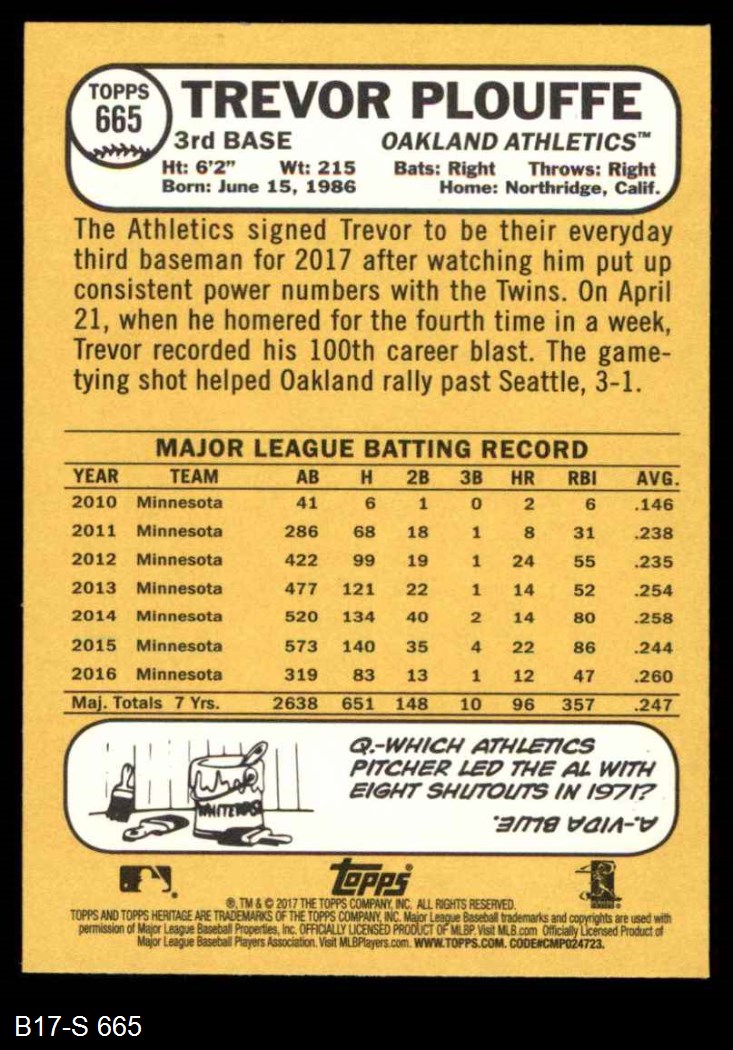 TOPPS
665
TREVOR PLOUFFE
3rd BASE OAKLAND ATHLETICS™
Ht: 6'2" Wt: 215 Bats: Right Throws: Right
Born: June 15, 1986 Home: Northridge, Calif.
The Athletics signed Trevor to be their everyday
third baseman for 2017 after watching him put up
consistent power numbers with the Twins. On April
21, when he homered for the fourth time in a week,
Trevor recorded his 100th career blast. The game-
tying shot helped Oakland rally past Seattle, 3-1.
MAJOR LEAGUE BATTING RECORD
YEAR TEAM AB H 2B 3B HR RBI AVG.
2010 Minnesota 41 6 1 0 2 6 .146
2011 Minnesota 286 68 18 1 8 31 .238
2012 Minnesota 422 99 19 1 24 55 .235
2013 Minnesota 477 121 22 1 14 52 .254
2014 Minnesota 520 134 40 2 14 80 .258
2015 Minnesota 573 140 35 4 22 86 .244
2016 Minnesota 319 83 13 1 12 47 .260
Maj. Totals 7 Yrs. 2638 651 148 10 96 357 .247
Q.-WHICH ATHLETICS
PITCHER LED THE AL WITH
EIGHT SHUTOUTS IN 1971?
A.-VIDA BLUE.
Topps
®, TM & © 2017 THE TOPPS COMPANY, INC. ALL RIGHTS RESERVED.
TOPPS AND TOPPS HERITAGE ARE TRADEMARKS OF THE TOPPS COMPANY, INC. Major League Baseball trademarks and copyrights are used with
permission of Major League Baseball Properties, Inc. OFFICIALLY LICENSED PRODUCT OF MLBP. Visit MLB.com Officially Licensed Product of
Major League Baseball Players Association. Visit MLBPlayers.com. WWW.TOPPS.COM. CODE#CMP024723.
B17-S 665